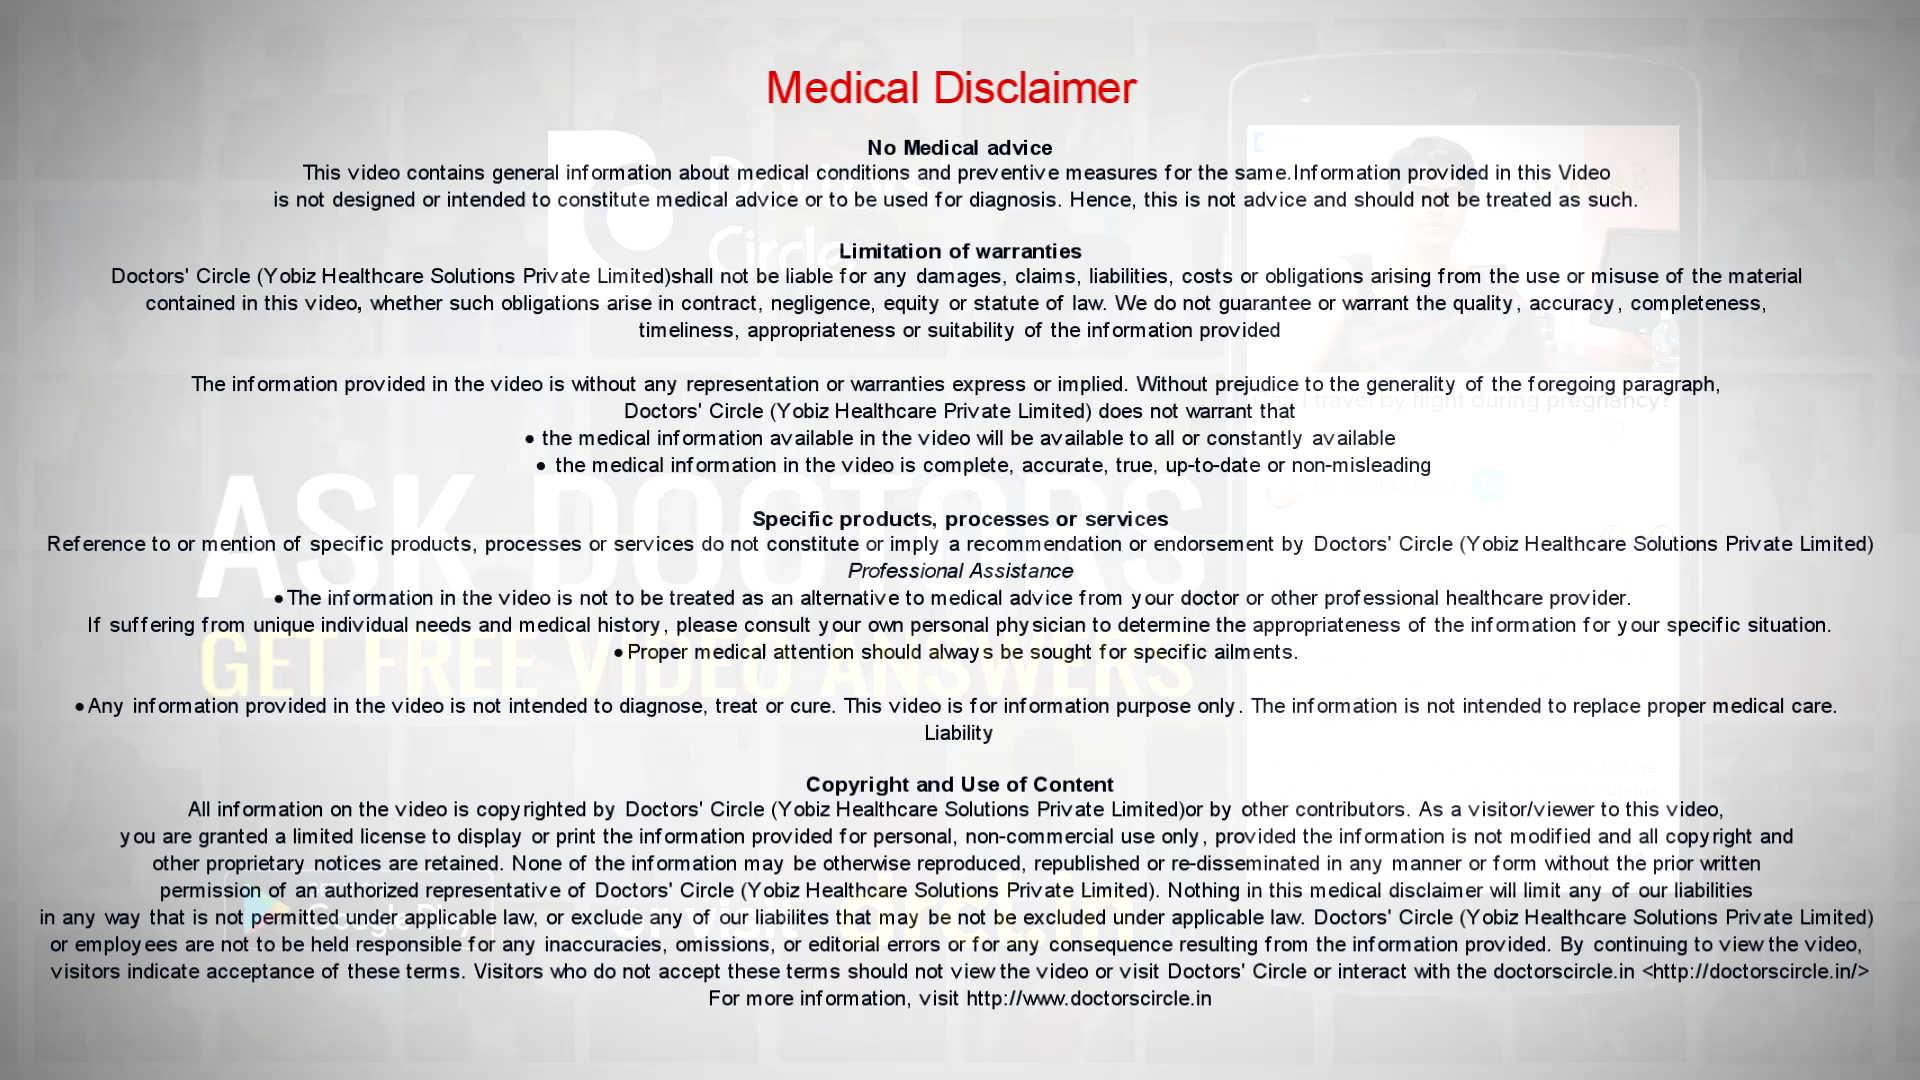 Medical Disclaimer
No Medical advice
This video contains general information about medical conditions and preventive measures for the same.Information provided in this Video
is not designed or intended to constitute medical advice or to be used for diagnosis. Hence, this is not advice and should not be treated as such.
Limitation of warranties
Doctors' Circle (Yobiz Healthcare Solutions Private Limited)shall not be liable for any damages, claims, liabilities, costs or obligations arising from the use or misuse of the material
contained in this video, whether such obligations arise in contract, negligence, equity or statute of law. We do not guarantee or warrant the quality, accuracy, completeness,
timeliness, appropriateness or suitability of the information provided
The information provided in the video is without any representation or warranties express or implied. Without prejudice to the generality of the foregoing paragraph,
Doctors' Circle (Yobiz Healthcare Private Limited) does not warrant that
• the medical information available in the video will be available to all or constantly available
• the medical information in the video is complete, accurate, true, up-to-date or non-misleading
Specific products, processes or services
Reference to or mention of specific products, processes or services do not constitute or imply a recommendation or endorsement by Doctors' Circle (Yobiz Healthcare Solutions Private Limited)
Professional Assistance
•The information in the video is not to be treated as an alternative to medical advice from your doctor or other professional healthcare provider.
If suffering from unique individual needs and medical history, please consult your own personal physician to determine the appropriateness of the information for your specific situation.
•Proper medical attention should always be sought for specific ailments.
•Any information provided in the video is not intended to diagnose, treat or cure. This video is for information purpose only. The information is not intended to replace proper medical care.
Liability
Copyright and Use of Content
All information on the video is copyrighted by Doctors' Circle (Yobiz Healthcare Solutions Private Limited)or by other contributors. As a visitor/viewer to this video,
you are granted a limited license to display or print the information provided for personal, non-commercial use only, provided the information is not modified and all copyright and
other proprietary notices are retained. None of the information may be otherwise reproduced, republished or re-disseminated in any manner or form without the prior written
permission of an authorized representative of Doctors' Circle (Yobiz Healthcare Solutions Private Limited). Nothing in this medical disclaimer will limit any of our liabilities
in any way that is not permitted under applicable law, or exclude any of our liabilites that may be not be excluded under applicable law. Doctors' Circle (Yobiz Healthcare Solutions Private Limited)
or employees are not to be held responsible for any inaccuracies, omissions, or editorial errors or for any consequence resulting from the information provided. By continuing to view the video,
visitors indicate acceptance of these terms. Visitors who do not accept these terms should not view the video or visit Doctors' Circle or interact with the doctorscircle.in <http://doctorscircle.in/>
For more information, visit http://www.doctorscircle.in
Doctors'
Circle
Can I travel by flight during pregnancy?
ASK DOCTORS
GET FREE VIDEO ANSWERS
Google Play
or visit drcl.in